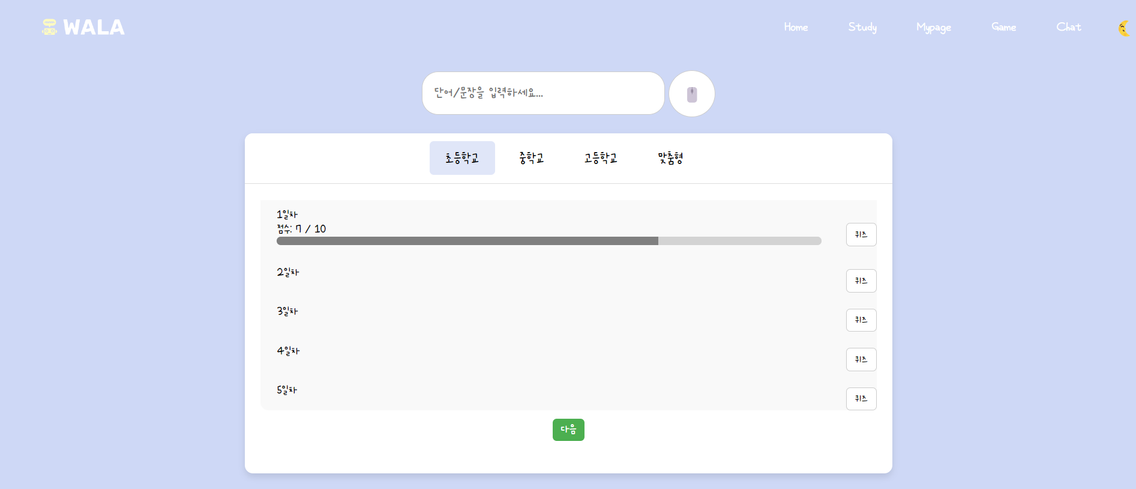 WALA
Home Study Mypage Game Chat
단어/문장을 입력하세요...
초등학교 중학교 고등학교 맞춤형
1일차
점수: 7 / 10
퀴즈
2일차
퀴즈
3일차
퀴즈
4일차
퀴즈
5일차
퀴즈
다음